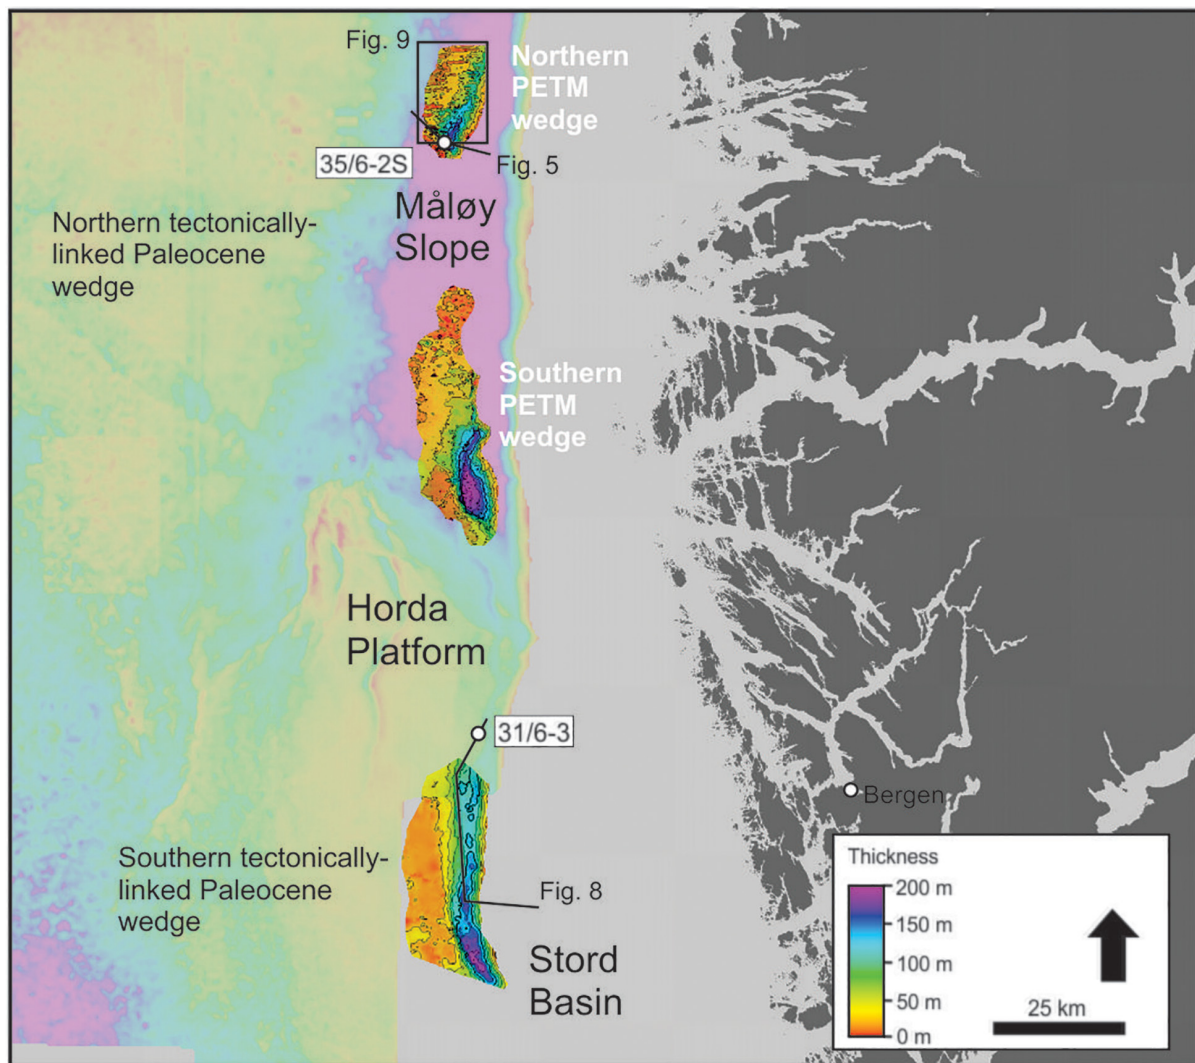 Fig. 9
Northern
PETM
wedge
35/6-2S
Fig. 5
Måløy
Slope
Northern tectonically-
linked Paleocene
wedge
Southern
PETM
wedge
Horda
Platform
31/6-3
Bergen
Southern tectonically-
linked Paleocene
wedge
Fig. 8
Stord
Basin
Thickness
200 m
150 m
100 m
50 m
0 m
25 km